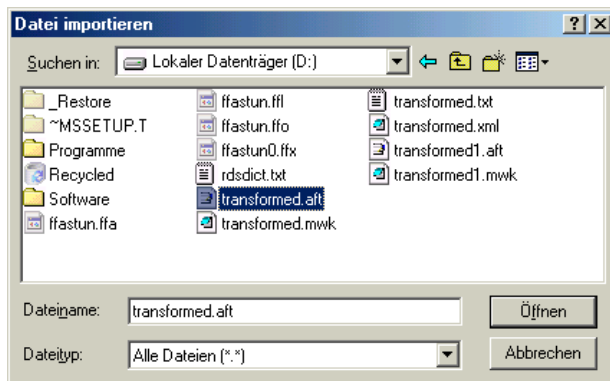 Datei importieren
Suchen in: Lokaler Datenträger (D:)
_Restore
~MSSETUP.T
Programme
Recycled
Software
ffastun.ffa
ffastun.ffl
ffastun.ffo
ffastun0.ffx
rdsdict.txt
transformed.aft
transformed.mwk
transformed.txt
transformed.xml
transformed1.aft
transformed1.mwk
Dateiname: transformed.aft
Öffnen
Dateityp: Alle Dateien (*.*)
Abbrechen